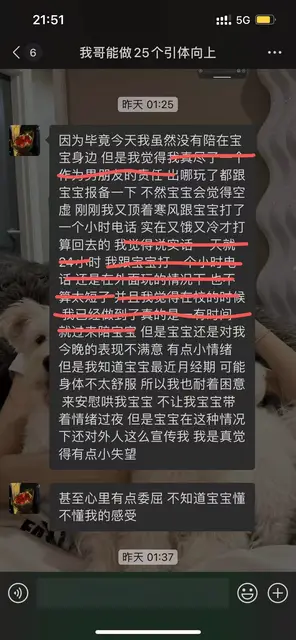 21:51
5G
6
我哥能做25个引体向上
昨天 01:25
因为毕竟今天我虽然没有陪在宝
宝身边 但是我觉得我真尽了一个
作为男朋友的责任 出哪玩了都跟
宝宝报备一下 不然宝宝会觉得空
虚 刚刚我又顶着寒风跟宝宝打了
一个小时电话 实在又饿又冷才打
算回去的 我觉得说实话 一天就
24小时 我跟宝宝打一个小时电
话 还是在外面玩的情况下 也不
算太短了 并且我觉得在校的时候
我已经做到了真的是 有时间
就过来陪宝宝 但是宝宝还是对我
今晚的表现不满意 有点小情绪
但是我知道宝宝最近月经期 可能
身体不太舒服 所以我也耐着困意
来安慰哄我宝宝 不让我宝宝带
着情绪过夜 但是宝宝在这种情况
下还对外人这么宣传我 我是真觉
得有点小失望
甚至心里有点委屈 不知道宝宝懂
不懂我的感受
昨天 01:37